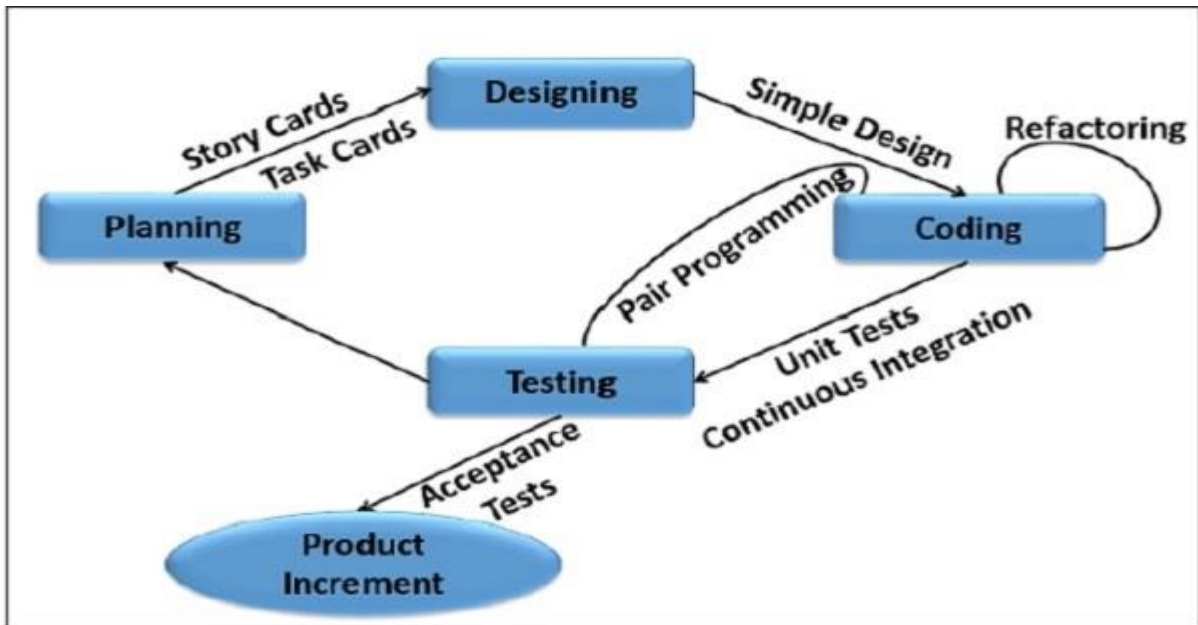 Designing
Story Cards
Task Cards
Simple Design
Refactoring
Planning
Coding
Pair Programming
Unit Tests
Continuous Integration
Testing
Acceptance
Tests
Product
Increment